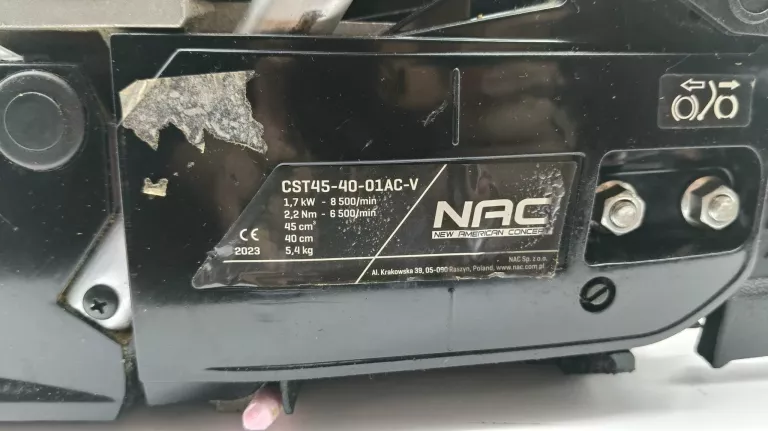 CST45-40-01AC-V
1,7 kW - 8 500/min
2,2 Nm - 6 500/min
45 cm³
40 cm
5,4 kg
CE
2023
NAC
NEW AMERICAN CONCEPT
NAC Sp. z o.o.
Al. Krakowska 39, 05-090 Raszyn, Poland, www.nac.com.pl